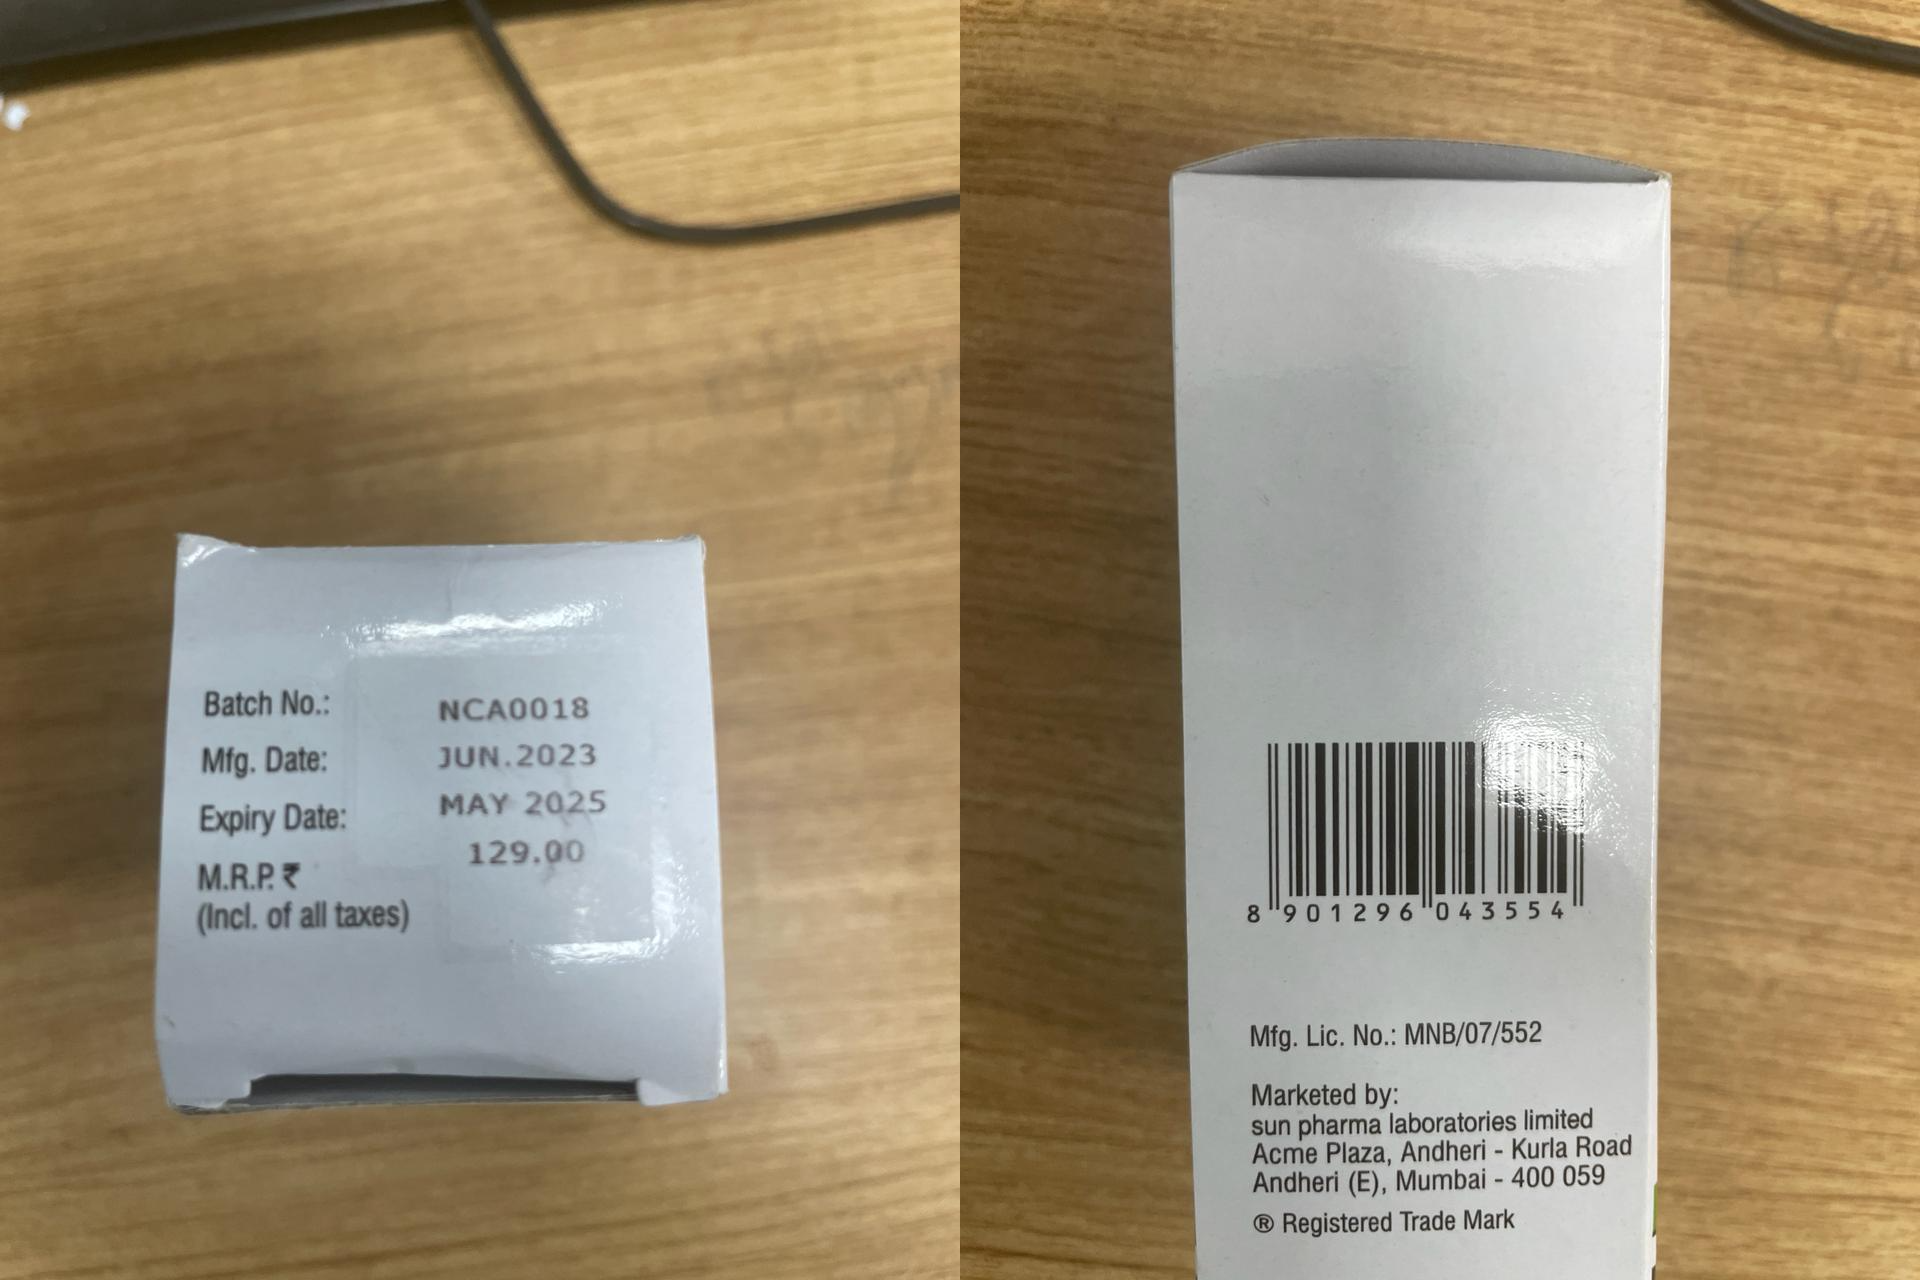 Batch No.: NCA0018
Mfg. Date: JUN.2023
Expiry Date: MAY 2025
M.R.P. ₹ 129.00
(Incl. of all taxes)
8 901296 043554
Mfg. Lic. No.: MNB/07/552
Marketed by:
sun pharma laboratories limited
Acme Plaza, Andheri - Kurla Road
Andheri (E), Mumbai - 400 059
® Registered Trade Mark